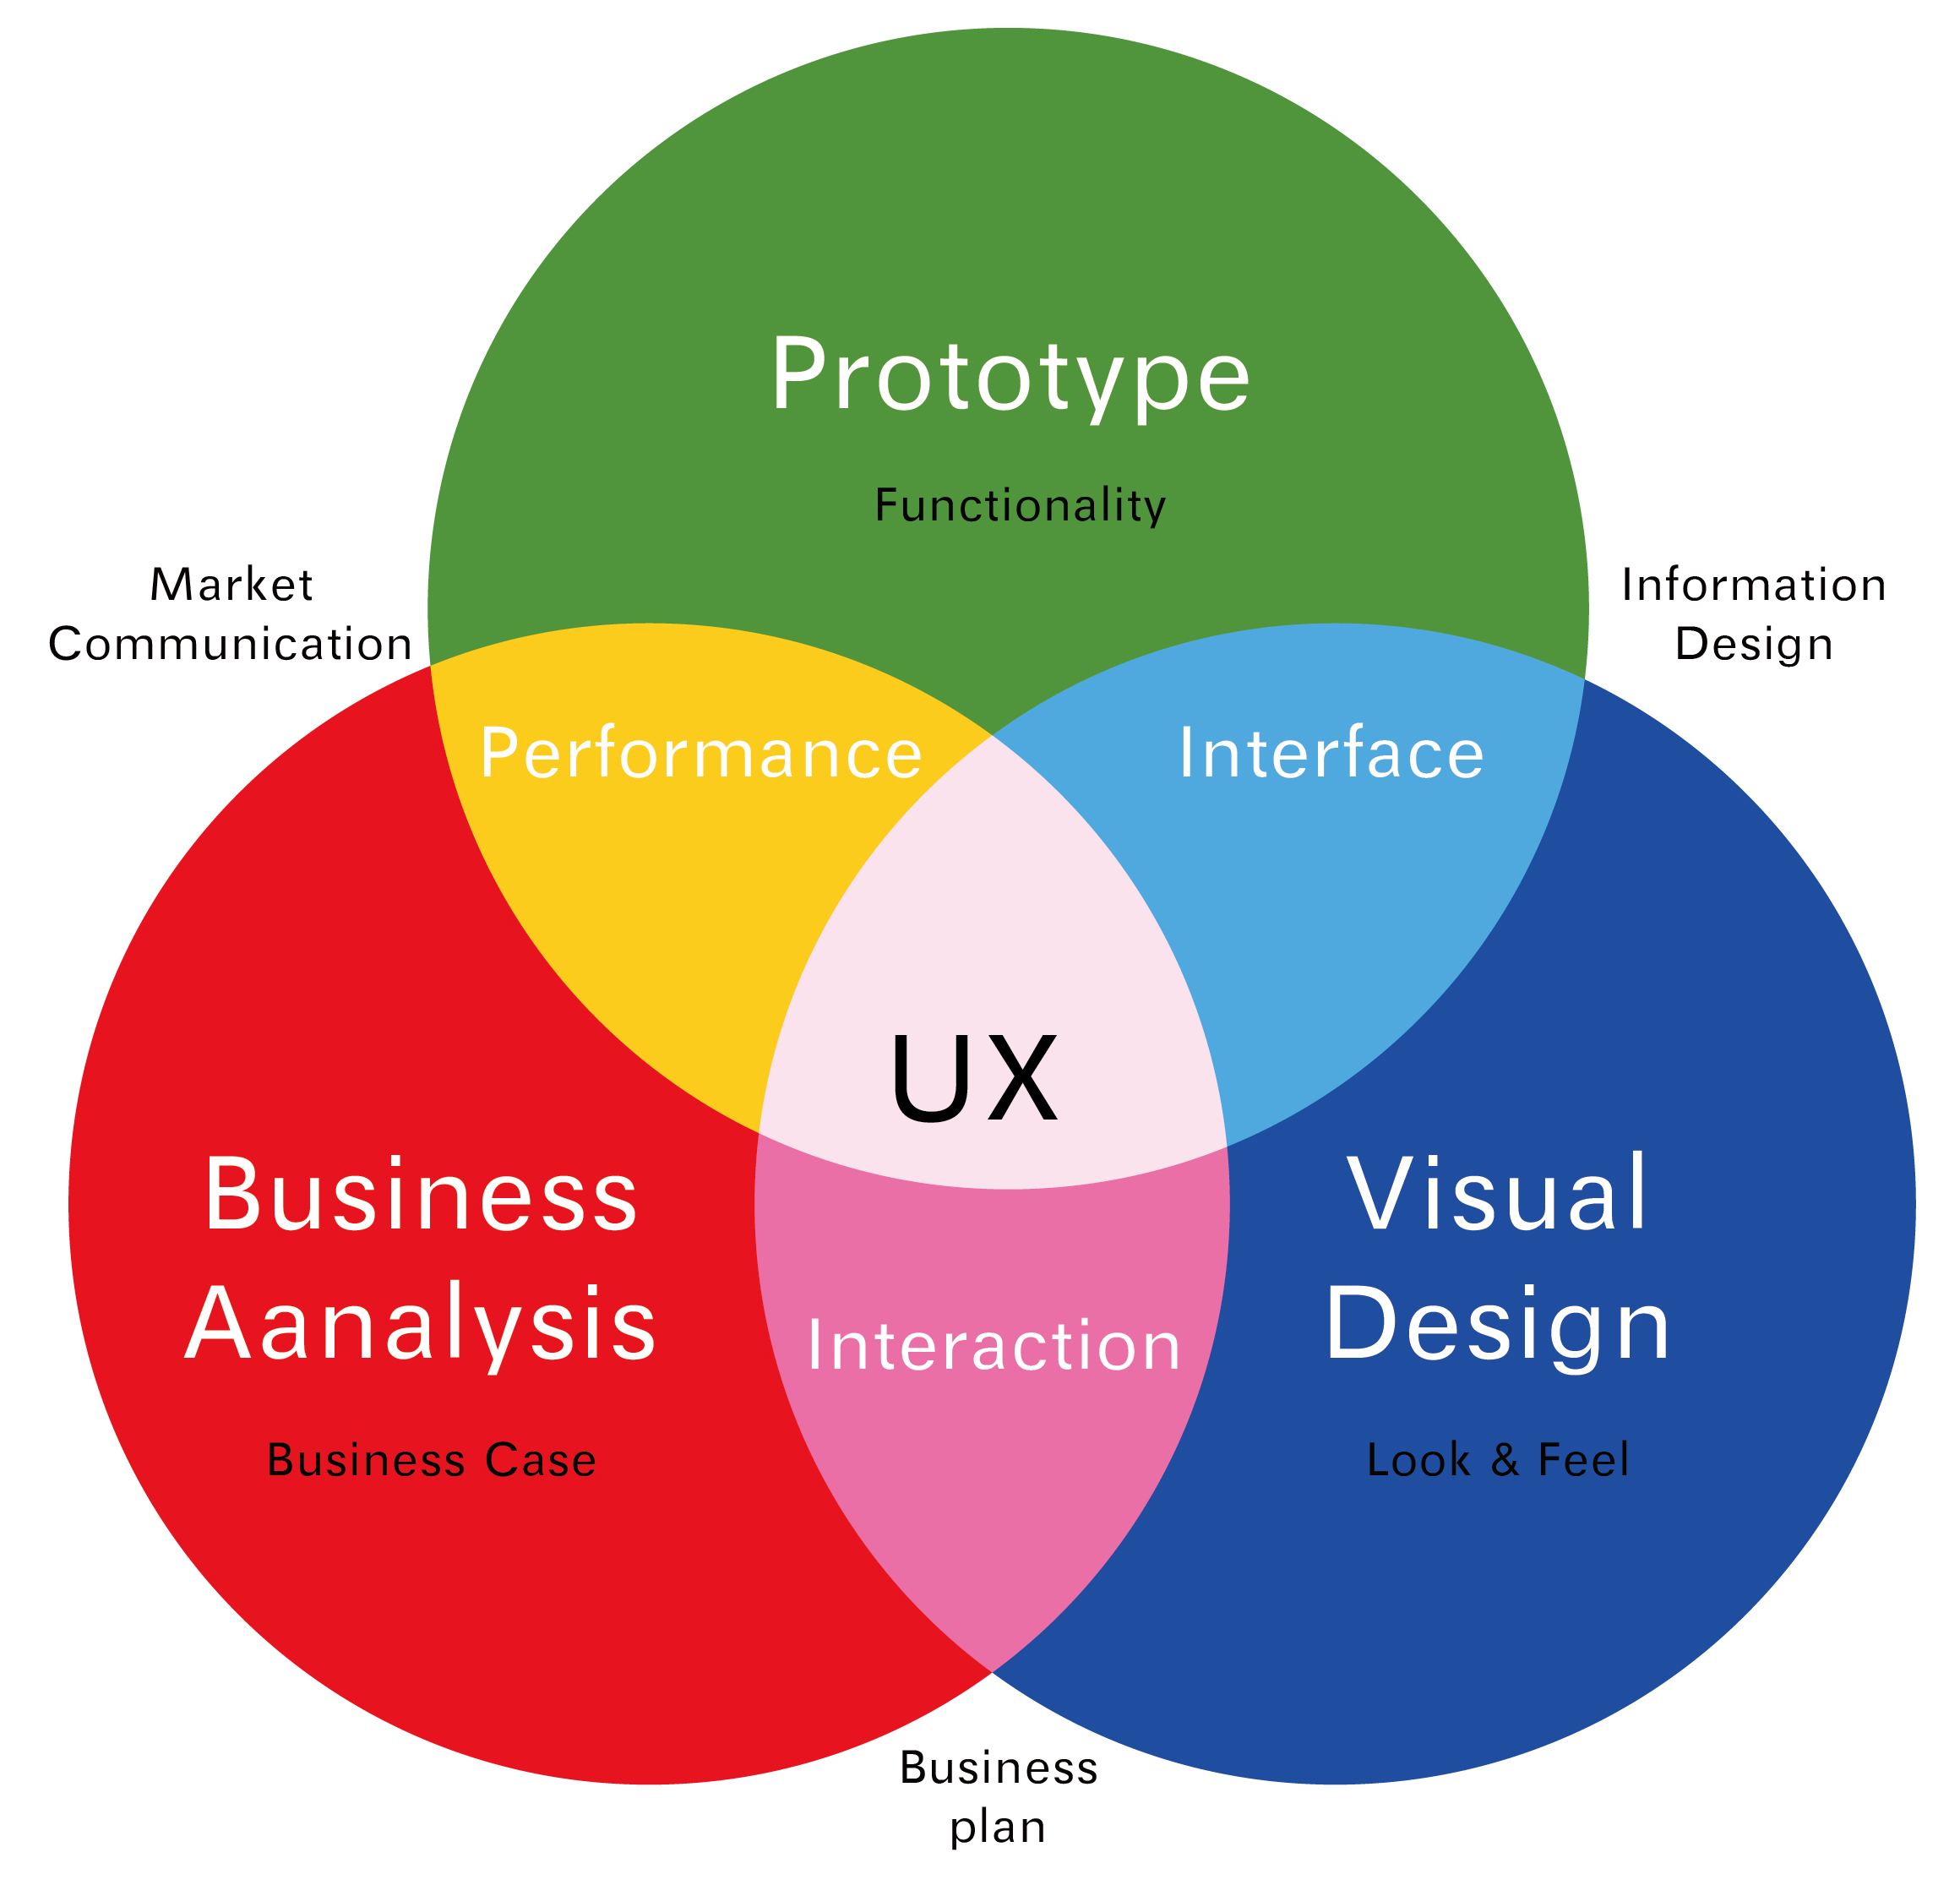 Prototype
Functionality
Market
Communication
Information
Design
Performance
Interface
UX
Business
Aanalysis
Business Case
Interaction
Visual
Design
Look & Feel
Business
plan